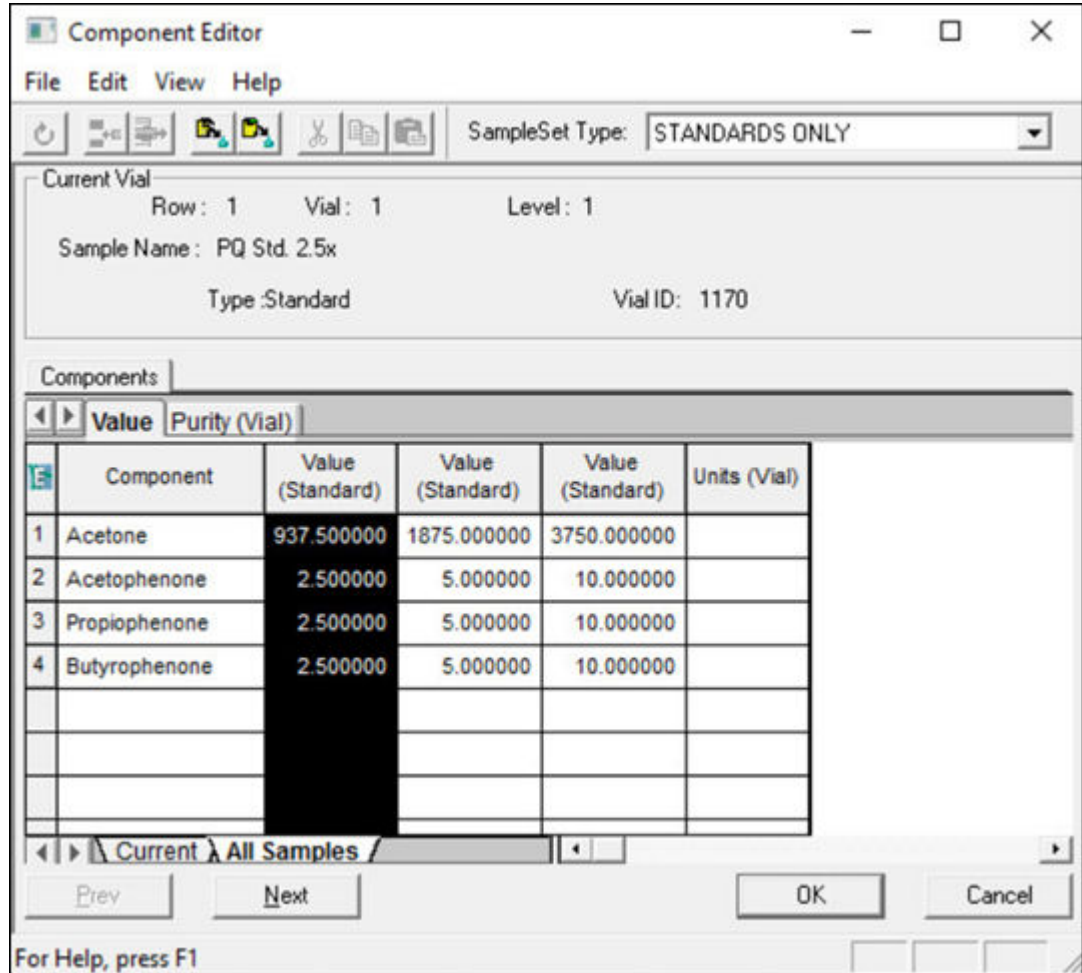 Component Editor
File Edit View Help
SampleSet Type: STANDARDS ONLY
Current Vial
Row : 1 Vial : 1 Level : 1
Sample Name : PQ Std. 2.5x
Type :Standard Vial ID: 1170
Components
Value Purity (Vial)
Component Value (Standard) Value (Standard) Value (Standard) Units (Vial)
1 Acetone 937.500000 1875.000000 3750.000000
2 Acetophenone 2.500000 5.000000 10.000000
3 Propiophenone 2.500000 5.000000 10.000000
4 Butyrophenone 2.500000 5.000000 10.000000
Current All Samples
Prev Next OK Cancel
For Help, press F1